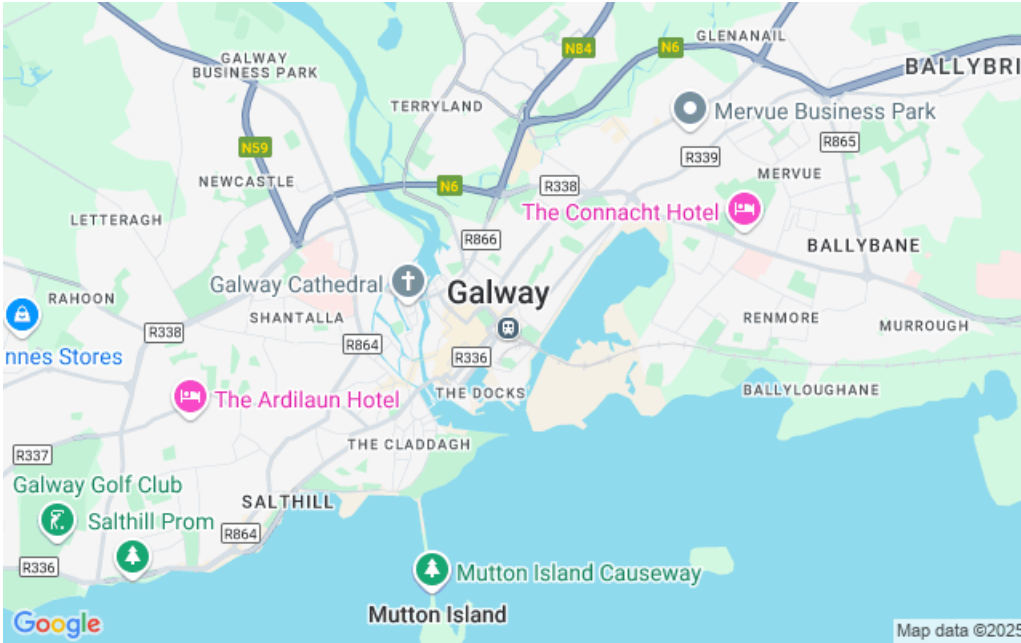 N84
N6
GLENANAIL
GALWAY
BUSINESS PARK
BALLYBRI
TERRYLAND
Mervue Business Park
R865
N59
R339
MERVUE
NEWCASTLE
N6
R338
LETTERAGH
The Connacht Hotel
R866
BALLYBANE
Galway Cathedral
Galway
RAHOON
SHANTALLA
RENMORE
MURROUGH
R338
R864
nnes Stores
R336
THE DOCKS
BALLYLOUGHANE
The Ardilaun Hotel
THE CLADDAGH
R337
Galway Golf Club
SALTHILL
Salthill Prom
R864
R336
Mutton Island Causeway
Mutton Island
Google
Map data ©2025